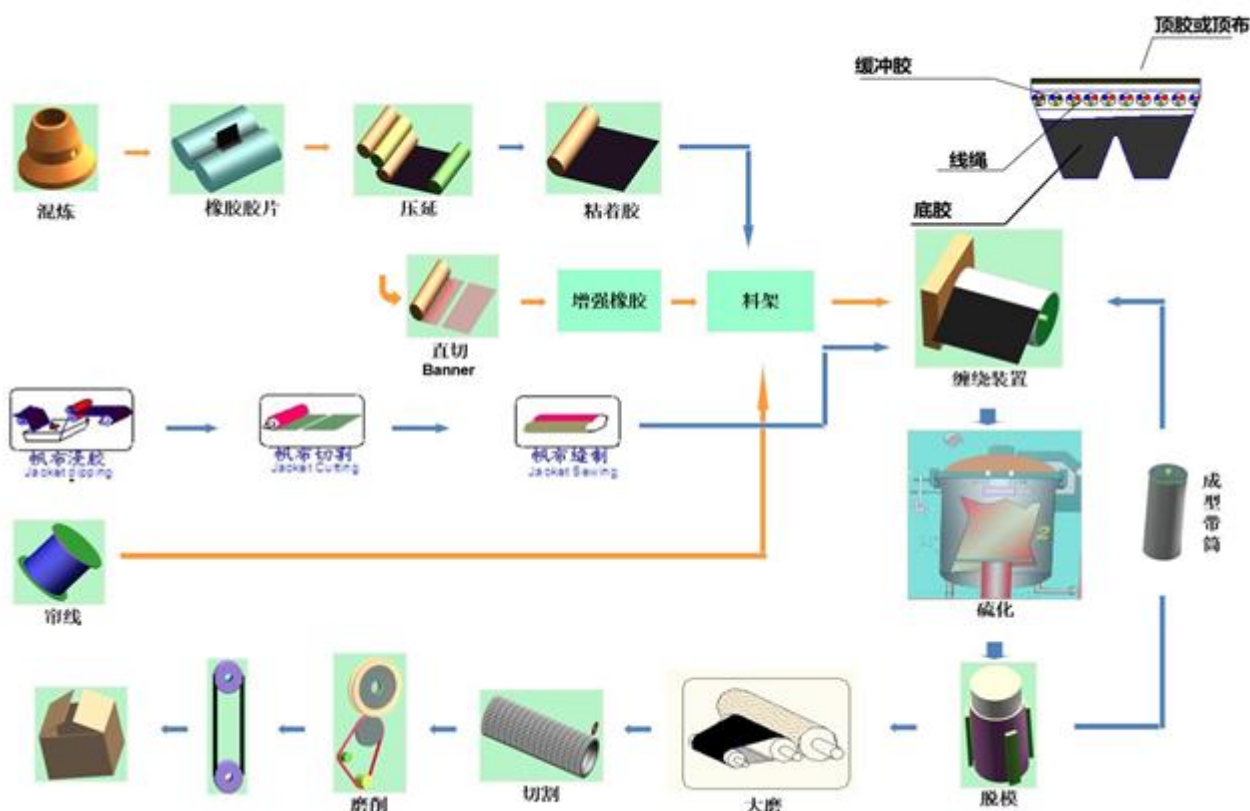 顶胶或顶布
缓冲胶
线绳
底胶
混炼
橡胶胶片
压延
粘着胶
直切
Banner
增强橡胶
料架
缠绕装置
帆布浸胶
Jacket dipping
帆布切割
Jacket Cutting
帆布缝制
Jacket Sewing
帘线
硫化
成型带筒
磨削
切割
大磨
脱模